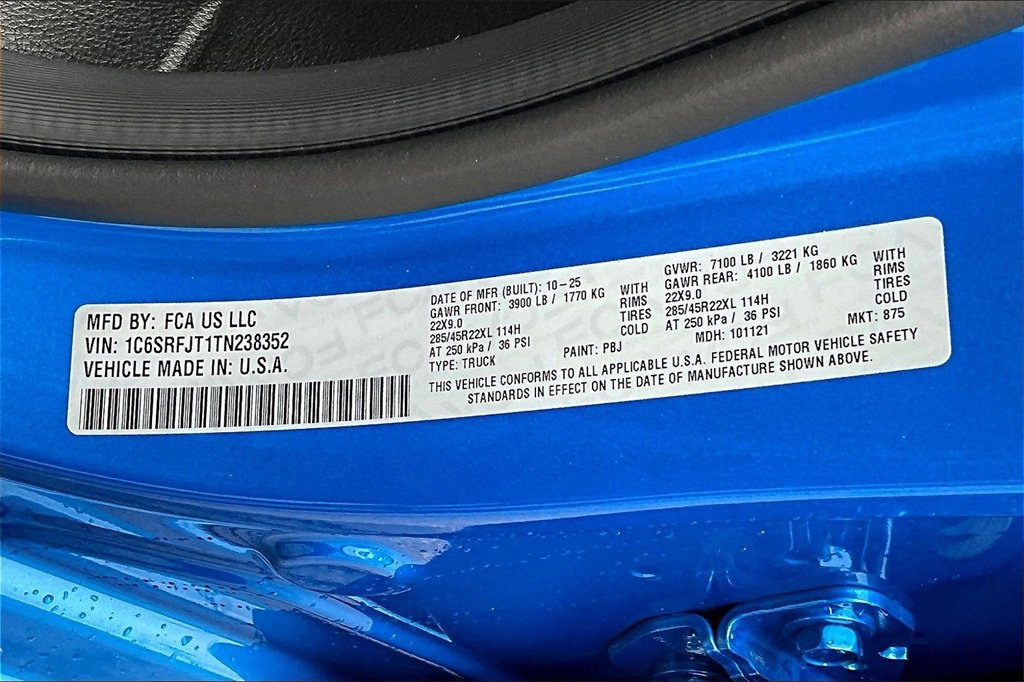 MFD BY: FCA US LLC
VIN: 1C6SRFJT1TN238352
VEHICLE MADE IN: U.S.A.
DATE OF MFR (BUILT): 10-25
GAWR FRONT: 3900 LB / 1770 KG WITH
22X9.0 RIMS
285/45R22XL 114H TIRES
AT 250 kPa / 36 PSI COLD
TYPE: TRUCK PAINT: PBJ
GVWR: 7100 LB / 3221 KG
GAWR REAR: 4100 LB / 1860 KG WITH
22X9.0 RIMS
285/45R22XL 114H TIRES
AT 250 kPa / 36 PSI COLD
MDH: 101121 MKT: 875
THIS VEHICLE CONFORMS TO ALL APPLICABLE U.S.A. FEDERAL MOTOR VEHICLE SAFETY
STANDARDS IN EFFECT ON THE DATE OF MANUFACTURE SHOWN ABOVE.